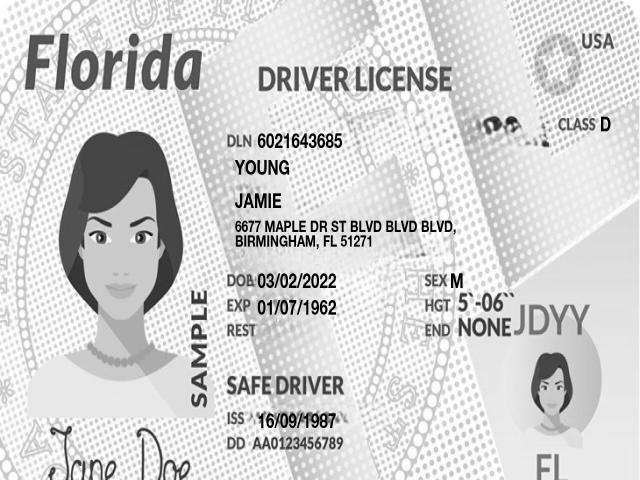 Florida
USA
DRIVER LICENSE
CLASS D
DLN 6021643685
YOUNG
JAMIE
6677 MAPLE DR ST BLVD BLVD BLVD,
BIRMINGHAM, FL 51271
DOB 03/02/2022
SEX M
EXP 01/07/1962
HGT 5`-06``
REST
END NONE
JDYY
SAMPLE
SAFE DRIVER
ISS 16/09/1987
DD AA0123456789
Jane Doe
FL